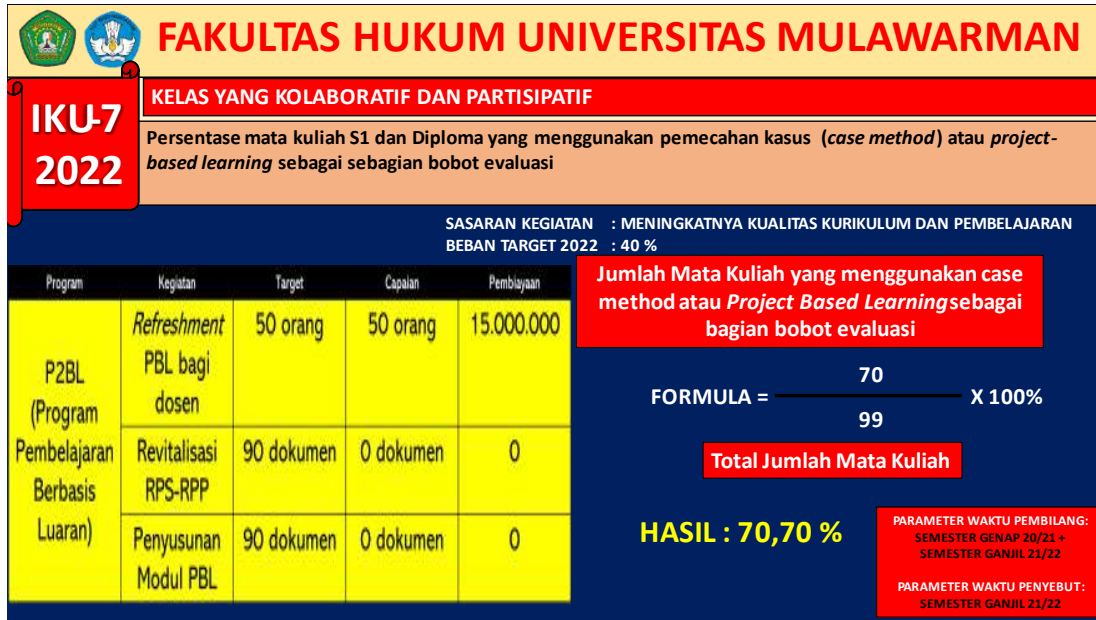 FAKULTAS HUKUM UNIVERSITAS MULAWARMAN
IKU-7
2022
KELAS YANG KOLABORATIF DAN PARTISIPATIF
Persentase mata kuliah S1 dan Diploma yang menggunakan pemecahan kasus (case method) atau project-
based learning sebagai sebagian bobot evaluasi
SASARAN KEGIATAN : MENINGKATNYA KUALITAS KURIKULUM DAN PEMBELAJARAN
BEBAN TARGET 2022 : 40 %
Program Kegiatan Target Capaian Pembiayaan
P2BL
(Program
Pembelajaran
Berbasis
Luaran)
Refreshment
PBL bagi
dosen
50 orang 50 orang 15.000.000
Revitalisasi
RPS-RPP
90 dokumen 0 dokumen 0
Penyusunan
Modul PBL
90 dokumen 0 dokumen 0
Jumlah Mata Kuliah yang menggunakan case
method atau Project Based Learningsebagai
bagian bobot evaluasi
70
FORMULA = X 100%
99
Total Jumlah Mata Kuliah
HASIL : 70,70 %
PARAMETER WAKTU PEMBILANG:
SEMESTER GENAP 20/21 +
SEMESTER GANJIL 21/22
PARAMETER WAKTU PENYEBUT:
SEMESTER GANJIL 21/22